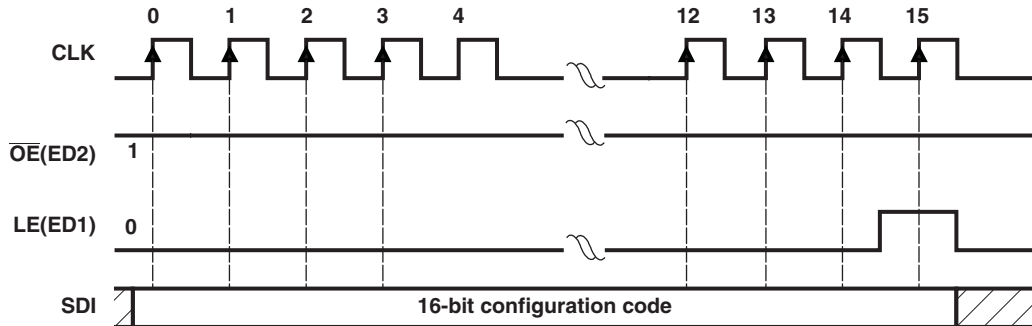 0 1 2 3 4 12 13 14 15
CLK
OE(ED2) 1
LE(ED1) 0
SDI 16-bit configuration code